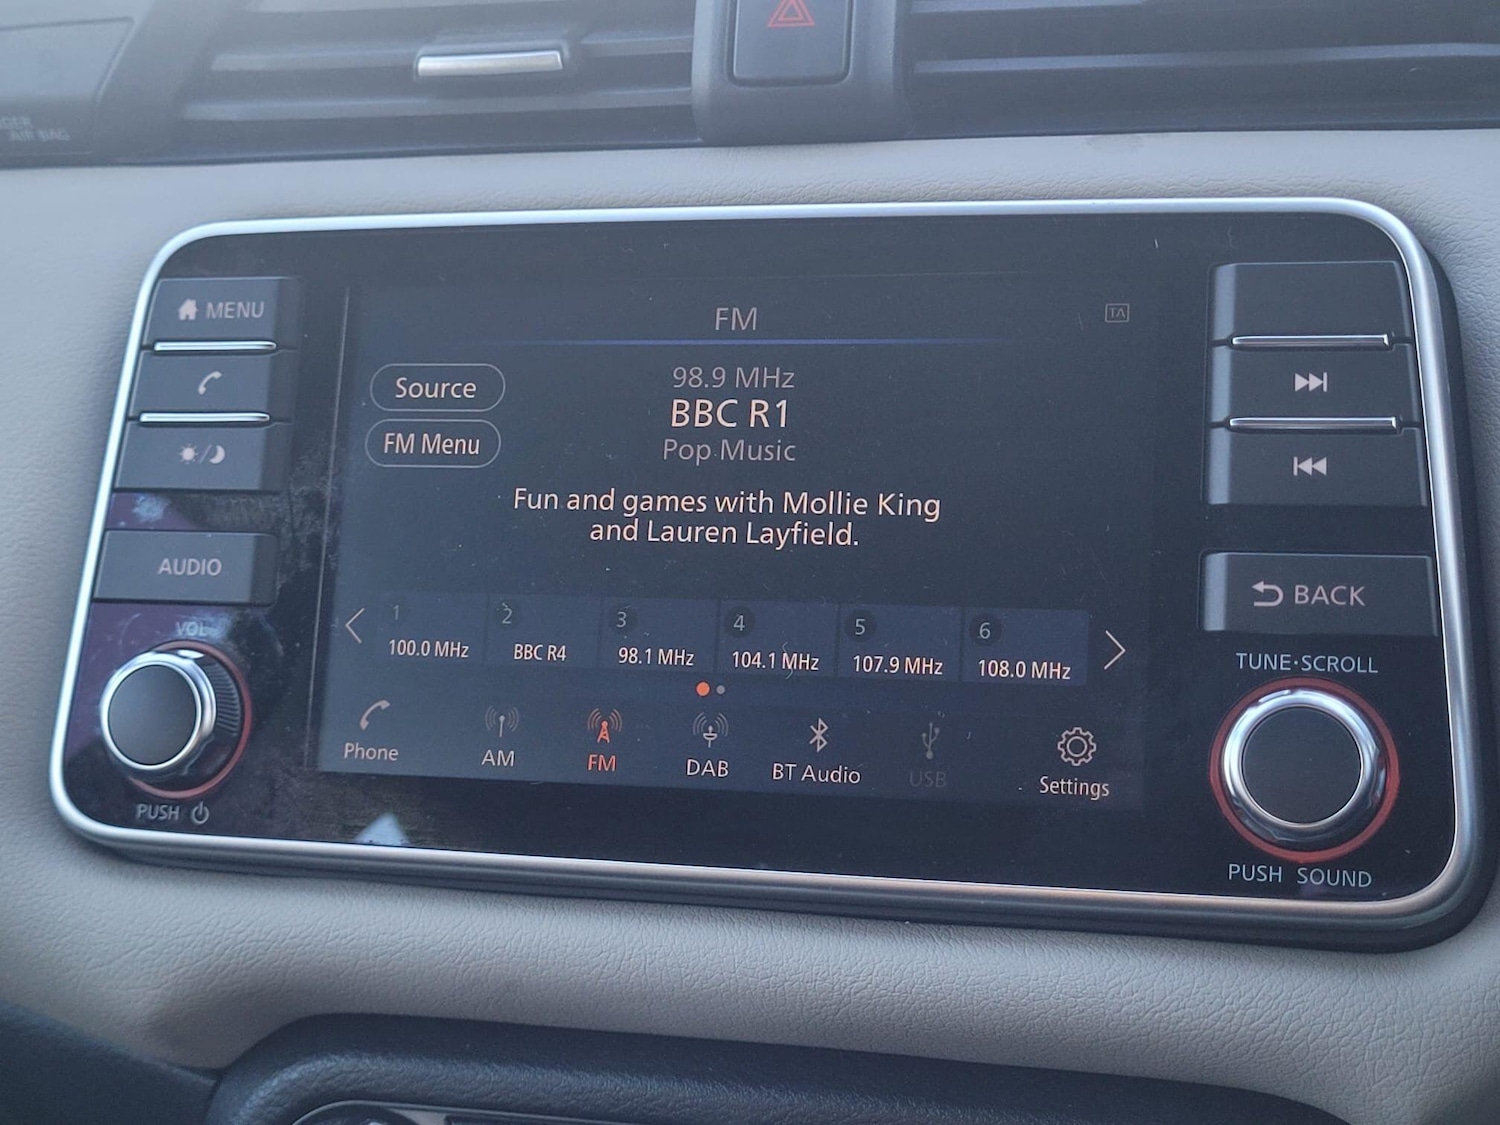 AIR BAG
MENU
FM
TA
Source
98.9 MHz
BBC R1
FM Menu
Pop Music
Fun and games with Mollie King
and Lauren Layfield.
AUDIO
BACK
VOL
1
100.0 MHz
2
BBC R4
3
98.1 MHz
4
104.1 MHz
5
107.9 MHz
6
108.0 MHz
TUNE·SCROLL
Phone
AM
FM
DAB
BT Audio
USB
Settings
PUSH
PUSH SOUND